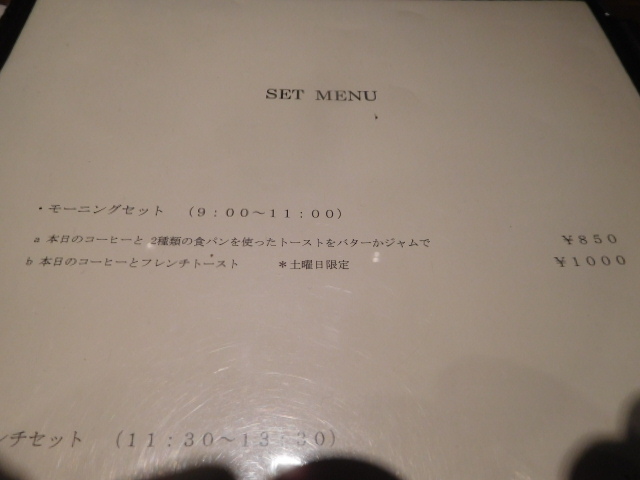 SET MENU
・モーニングセット （９：００～１１：００）
a 本日のコーヒーと 2種類の食パンを使ったトーストをバターかジャムで ￥８５０
b 本日のコーヒーとフレンチトースト ＊土曜日限定 ￥１０００
ンチセット （１１：３０～１３：３０）